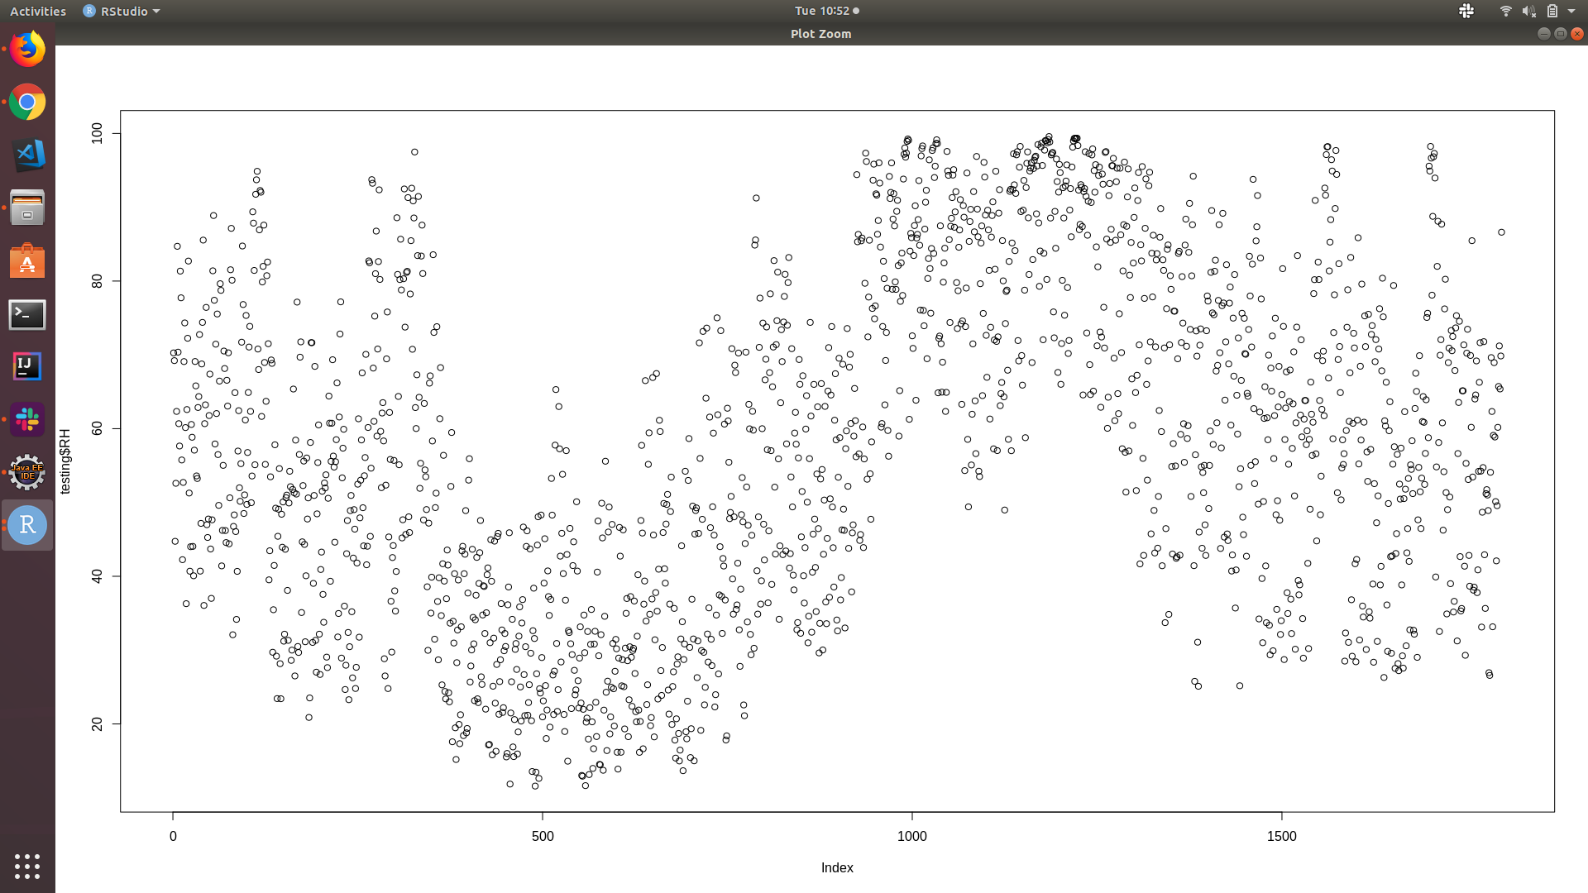 Activities
RStudio
Tue 10:52
Plot Zoom
100
80
60
40
20
testing$RH
0
500
1000
1500
Index
IJ
Java EE
IDE
R